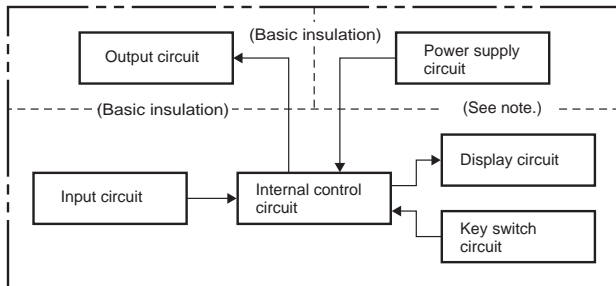 (Basic insulation)
Output circuit
Power supply
circuit
(Basic insulation)
(See note.)
Input circuit
Internal control
circuit
Display circuit
Key switch
circuit